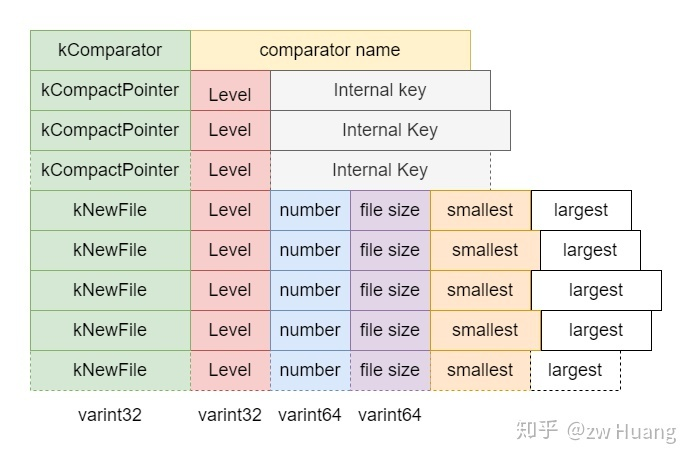 kComparator comparator name
kCompactPointer Level Internal key
kCompactPointer Level Internal Key
kCompactPointer Level Internal Key
kNewFile Level number file size smallest largest
kNewFile Level number file size smallest largest
kNewFile Level number file size smallest largest
kNewFile Level number file size smallest largest
kNewFile Level number file size smallest largest
varint32 varint32 varint64 varint64
知乎 @zw Huang